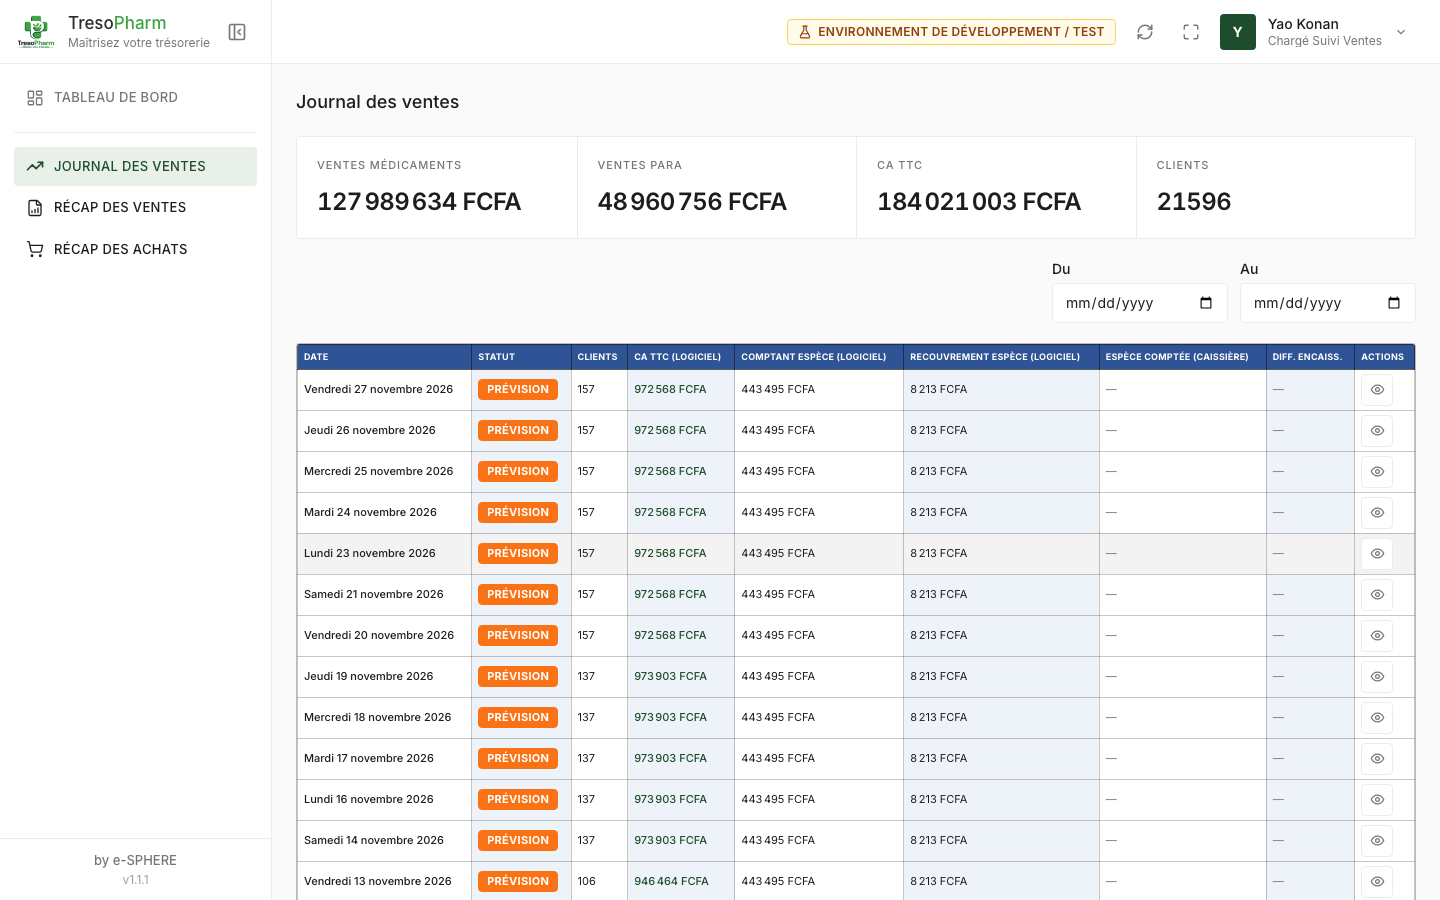 TresoPharm
TresoPharm
Maîtrisez votre trésorerie
ENVIRONNEMENT DE DÉVELOPPEMENT / TEST
Y
Yao Konan
Chargé Suivi Ventes
TABLEAU DE BORD
JOURNAL DES VENTES
RÉCAP DES VENTES
RÉCAP DES ACHATS
by e-SPHERE
v1.1.1
Journal des ventes
VENTES MÉDICAMENTS
127 989 634 FCFA
VENTES PARA
48 960 756 FCFA
CA TTC
184 021 003 FCFA
CLIENTS
21596
Du
Au
mm/dd/yyyy
mm/dd/yyyy
DATE STATUT CLIENTS CA TTC (LOGICIEL) COMPTANT ESPÈCE (LOGICIEL) RECOUVREMENT ESPÈCE (LOGICIEL) ESPÈCE COMPTÉE (CAISSIÈRE) DIFF. ENCAISS. ACTIONS
Vendredi 27 novembre 2026 PRÉVISION 157 972 568 FCFA 443 495 FCFA 8 213 FCFA — —
Jeudi 26 novembre 2026 PRÉVISION 157 972 568 FCFA 443 495 FCFA 8 213 FCFA — —
Mercredi 25 novembre 2026 PRÉVISION 157 972 568 FCFA 443 495 FCFA 8 213 FCFA — —
Mardi 24 novembre 2026 PRÉVISION 157 972 568 FCFA 443 495 FCFA 8 213 FCFA — —
Lundi 23 novembre 2026 PRÉVISION 157 972 568 FCFA 443 495 FCFA 8 213 FCFA — —
Samedi 21 novembre 2026 PRÉVISION 157 972 568 FCFA 443 495 FCFA 8 213 FCFA — —
Vendredi 20 novembre 2026 PRÉVISION 157 972 568 FCFA 443 495 FCFA 8 213 FCFA — —
Jeudi 19 novembre 2026 PRÉVISION 137 973 903 FCFA 443 495 FCFA 8 213 FCFA — —
Mercredi 18 novembre 2026 PRÉVISION 137 973 903 FCFA 443 495 FCFA 8 213 FCFA — —
Mardi 17 novembre 2026 PRÉVISION 137 973 903 FCFA 443 495 FCFA 8 213 FCFA — —
Lundi 16 novembre 2026 PRÉVISION 137 973 903 FCFA 443 495 FCFA 8 213 FCFA — —
Samedi 14 novembre 2026 PRÉVISION 137 973 903 FCFA 443 495 FCFA 8 213 FCFA — —
Vendredi 13 novembre 2026 PRÉVISION 106 946 464 FCFA 443 495 FCFA 8 213 FCFA — —